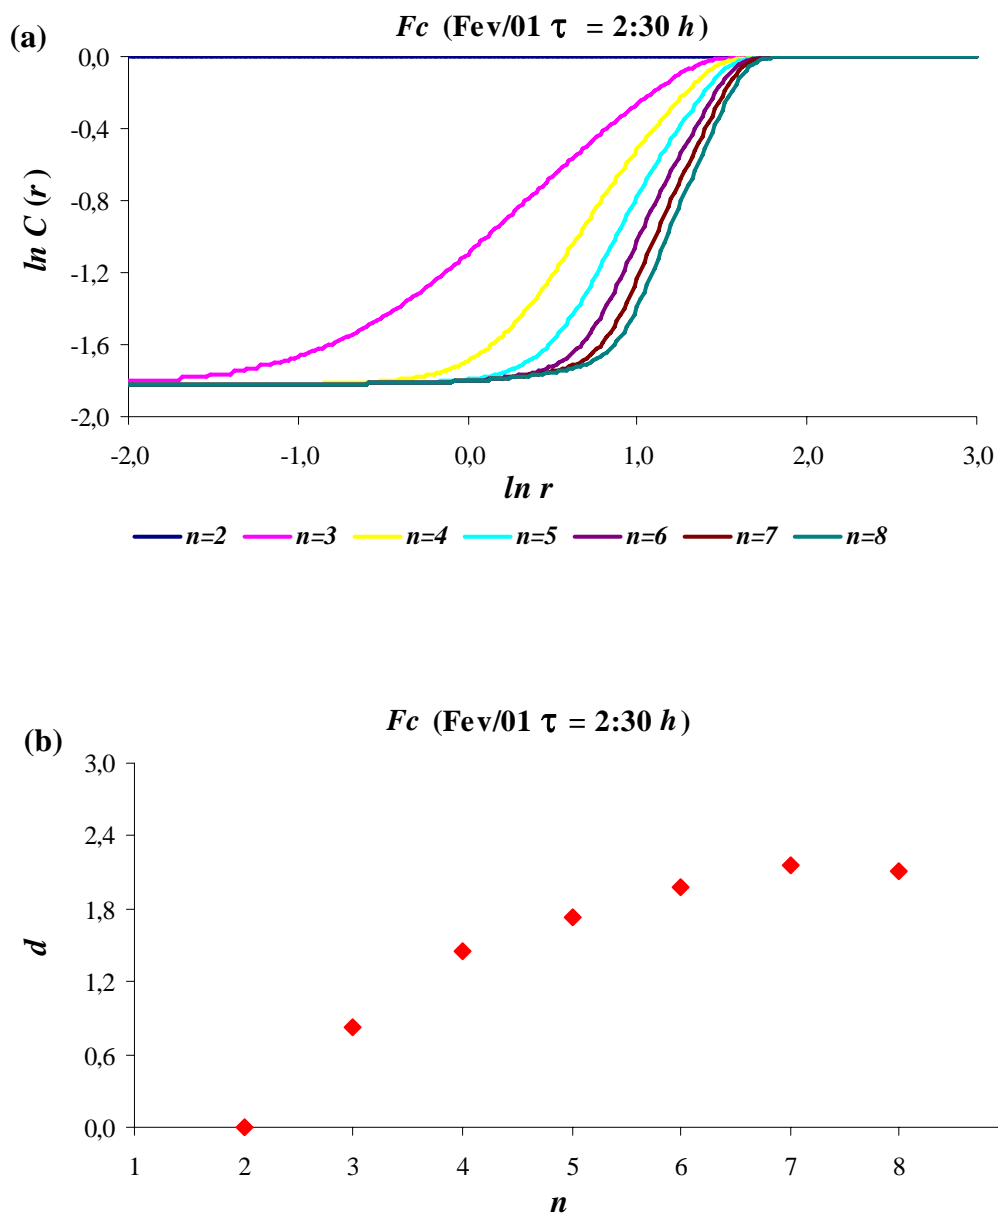 (a)
Fc (Fev/01 τ = 2:30 h)
0,0
-0,4
-0,8
-1,2
-1,6
-2,0
ln C (r)
-2,0 -1,0 0,0 1,0 2,0 3,0
ln r
n=2 n=3 n=4 n=5 n=6 n=7 n=8
(b)
Fc (Fev/01 τ = 2:30 h)
3,0
2,4
1,8
1,2
0,6
0,0
d
1 2 3 4 5 6 7 8
n